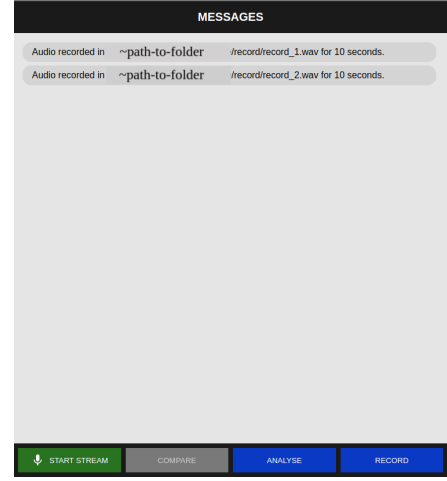 MESSAGES
Audio recorded in ~path-to-folder /record/record_1.wav for 10 seconds.
Audio recorded in ~path-to-folder /record/record_2.wav for 10 seconds.
START STREAM COMPARE ANALYSE RECORD